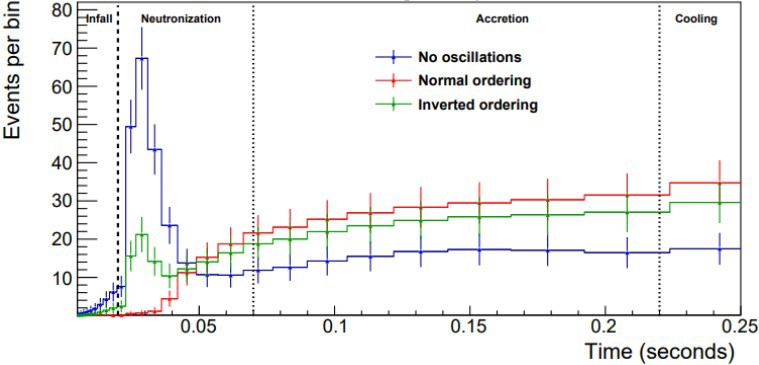 Events per bin
80
70
60
50
40
30
20
10
Infall
Neutronization
Accretion
Cooling
No oscillations
Normal ordering
Inverted ordering
0.05
0.1
0.15
0.2
0.25
Time (seconds)